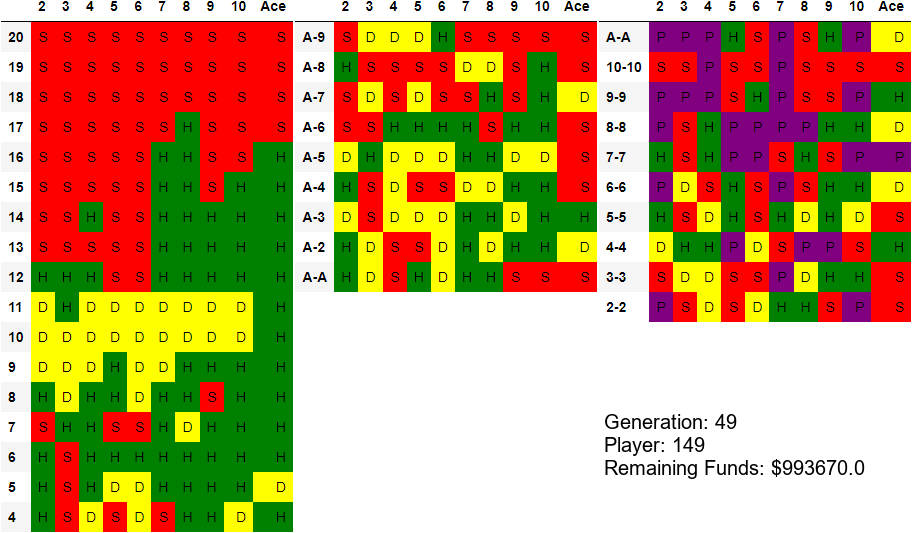 2 3 4 5 6 7 8 9 10 Ace 2 3 4 5 6 7 8 9 10 Ace 2 3 4 5 6 7 8 9 10 Ace
20 S S S S S S S S S S A-9 S D D D H S S S S S A-A P P P H S P S H P D
19 S S S S S S S S S S A-8 H S S S S D D S H S 10-10 S S P S S P S S S S
18 S S S S S S S S S S A-7 S D S D S S H S H D 9-9 P P P S H P S S P H
17 S S S S S S H S S S A-6 S S H H H H S H H S 8-8 P S H P P P P H H D
16 S S S S S H H S S H A-5 D H D D D H H D D S 7-7 H S H P P S H S P P
15 S S S S S H H S H H A-4 H S D S S D D H H S 6-6 P D S H S P S H H D
14 S S H S S H H H H H A-3 D S D D D H H D H H 5-5 H S D H S H D H D S
13 S S S S S H H H H H A-2 H D S S D H D H H D 4-4 D H H P D S P P S H
12 H H H S S H H H H H A-A H D S H D H H S S S 3-3 S D D S S P D H H S
11 D H D D D D D D D H 2-2 P S D S D H H S P S
10 D D D D D D D D D H
9 D D D H D D H H H H
8 H D H H D H H S H H
7 S H H S S H D H H H
6 H S H H H H H H H H
5 H S H D D H H H H D
4 H S D S D S H H D H
Generation: 49
Player: 149
Remaining Funds: $993670.0